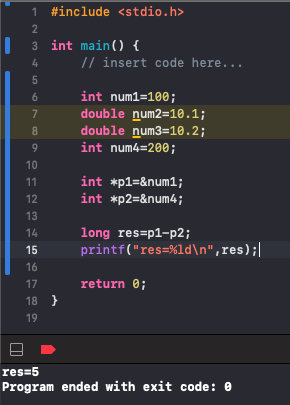 1 #include <stdio.h>
2
3 int main() {
4 // insert code here...
5
6 int num1=100;
7 double num2=10.1;
8 double num3=10.2;
9 int num4=200;
10
11 int *p1=&num1;
12 int *p2=&num4;
13
14 long res=p1-p2;
15 printf("res=%ld\n",res);
16
17 return 0;
18 }
19
res=5
Program ended with exit code: 0